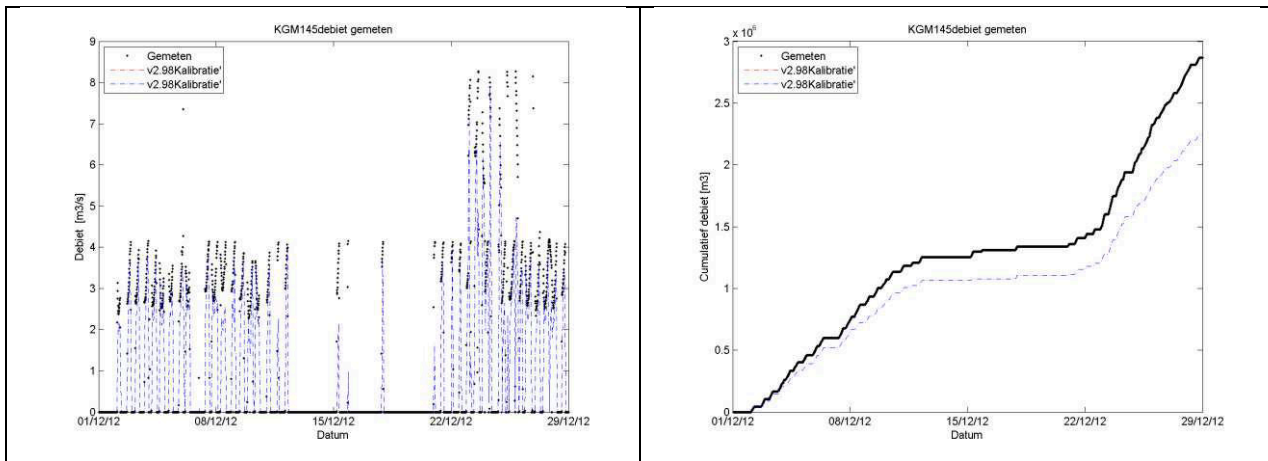 KGM145debiet gemeten
Gemeten
v2.98Kalibratie'
v2.98Kalibratie'
Debiet [m3/s]
9
8
7
6
5
4
3
2
1
0
01/12/12 08/12/12 15/12/12 22/12/12 29/12/12
Datum
KGM145debiet gemeten
x 10^6
Gemeten
v2.98Kalibratie'
v2.98Kalibratie'
Cumulatief debiet [m3]
3
2.5
2
1.5
1
0.5
0
01/12/12 08/12/12 15/12/12 22/12/12 29/12/12
Datum